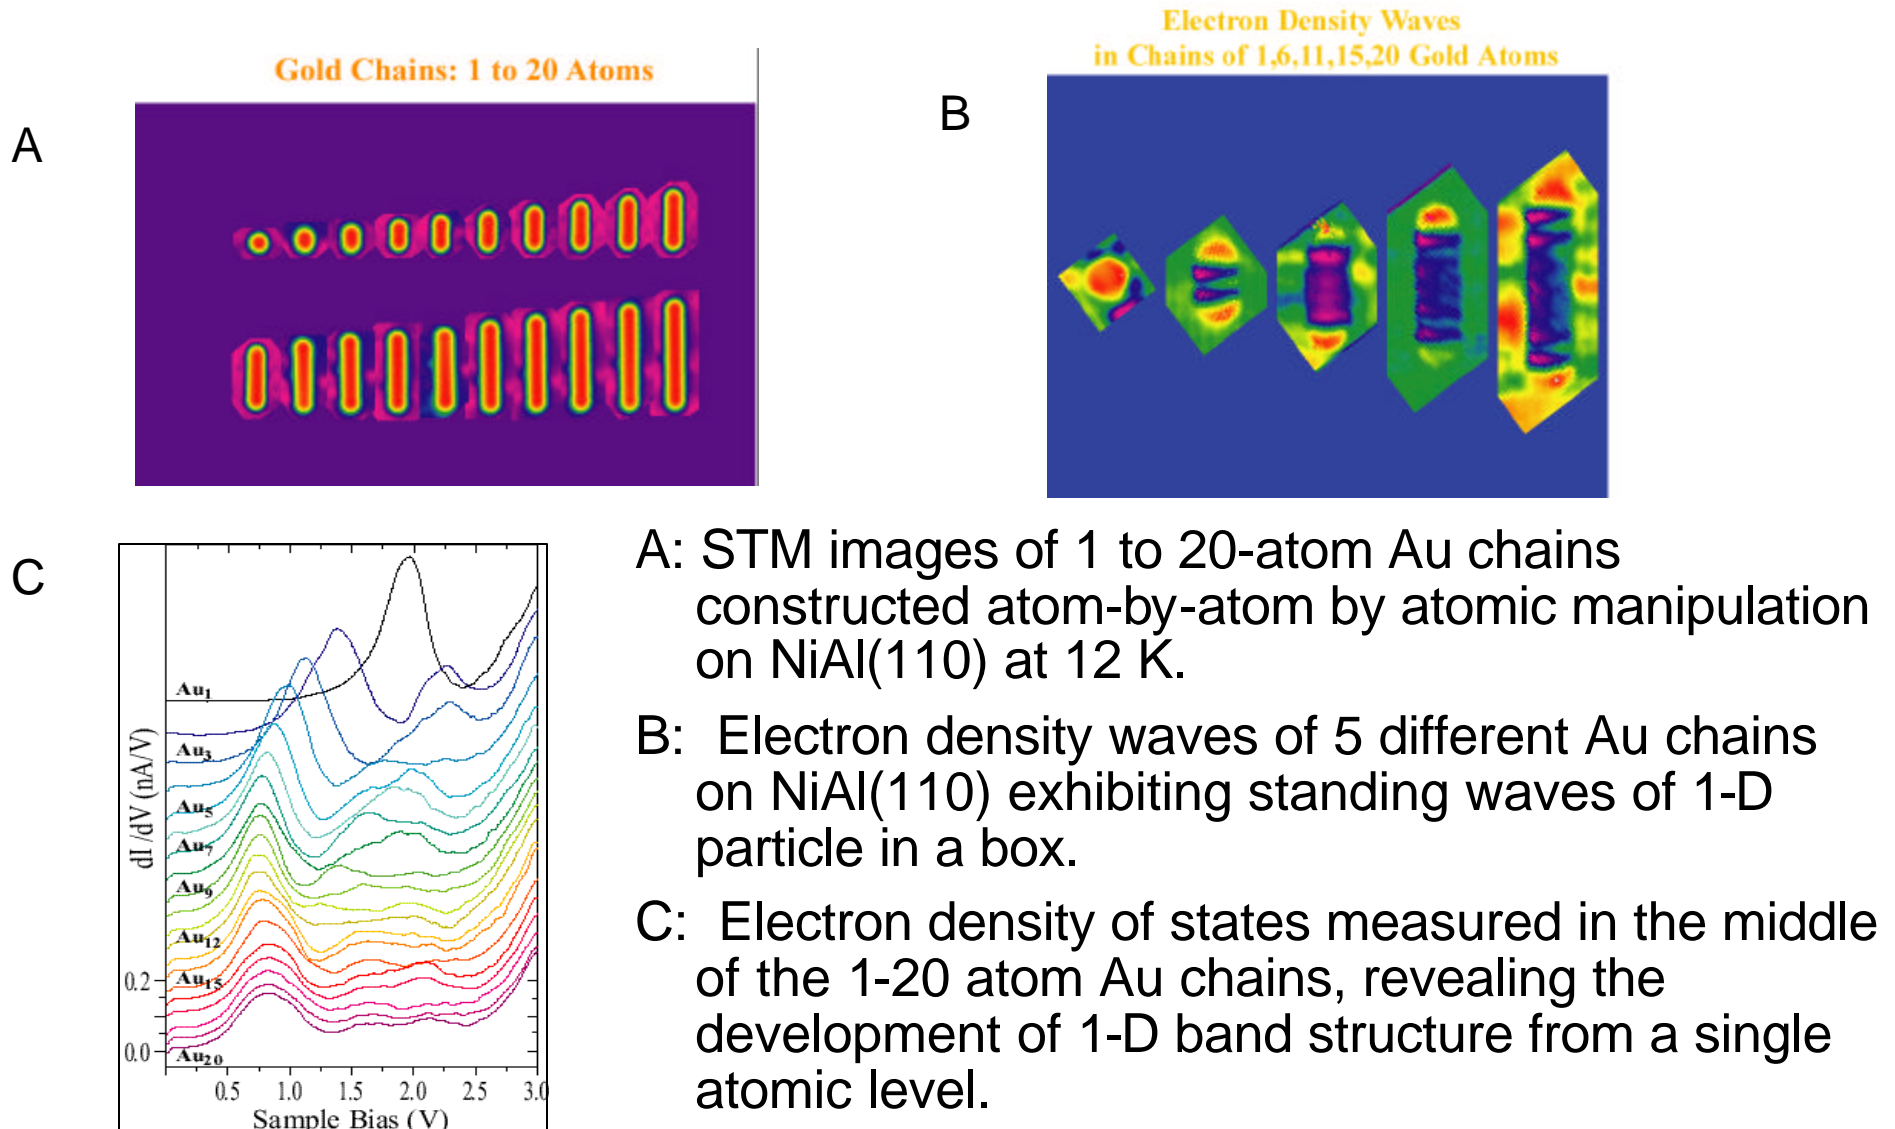 Electron Density Waves
in Chains of 1,6,11,15,20 Gold Atoms
Gold Chains: 1 to 20 Atoms
A
B
C
dI /dV (nA/V)
Au1
Au3
Au5
Au7
Au9
Au12
0.2
Au15
0.0
Au20
0.5 1.0 1.5 2.0 2.5 3.0
Sample Bias (V)
A: STM images of 1 to 20-atom Au chains
constructed atom-by-atom by atomic manipulation
on NiAl(110) at 12 K.
B: Electron density waves of 5 different Au chains
on NiAl(110) exhibiting standing waves of 1-D
particle in a box.
C: Electron density of states measured in the middle
of the 1-20 atom Au chains, revealing the
development of 1-D band structure from a single
atomic level.